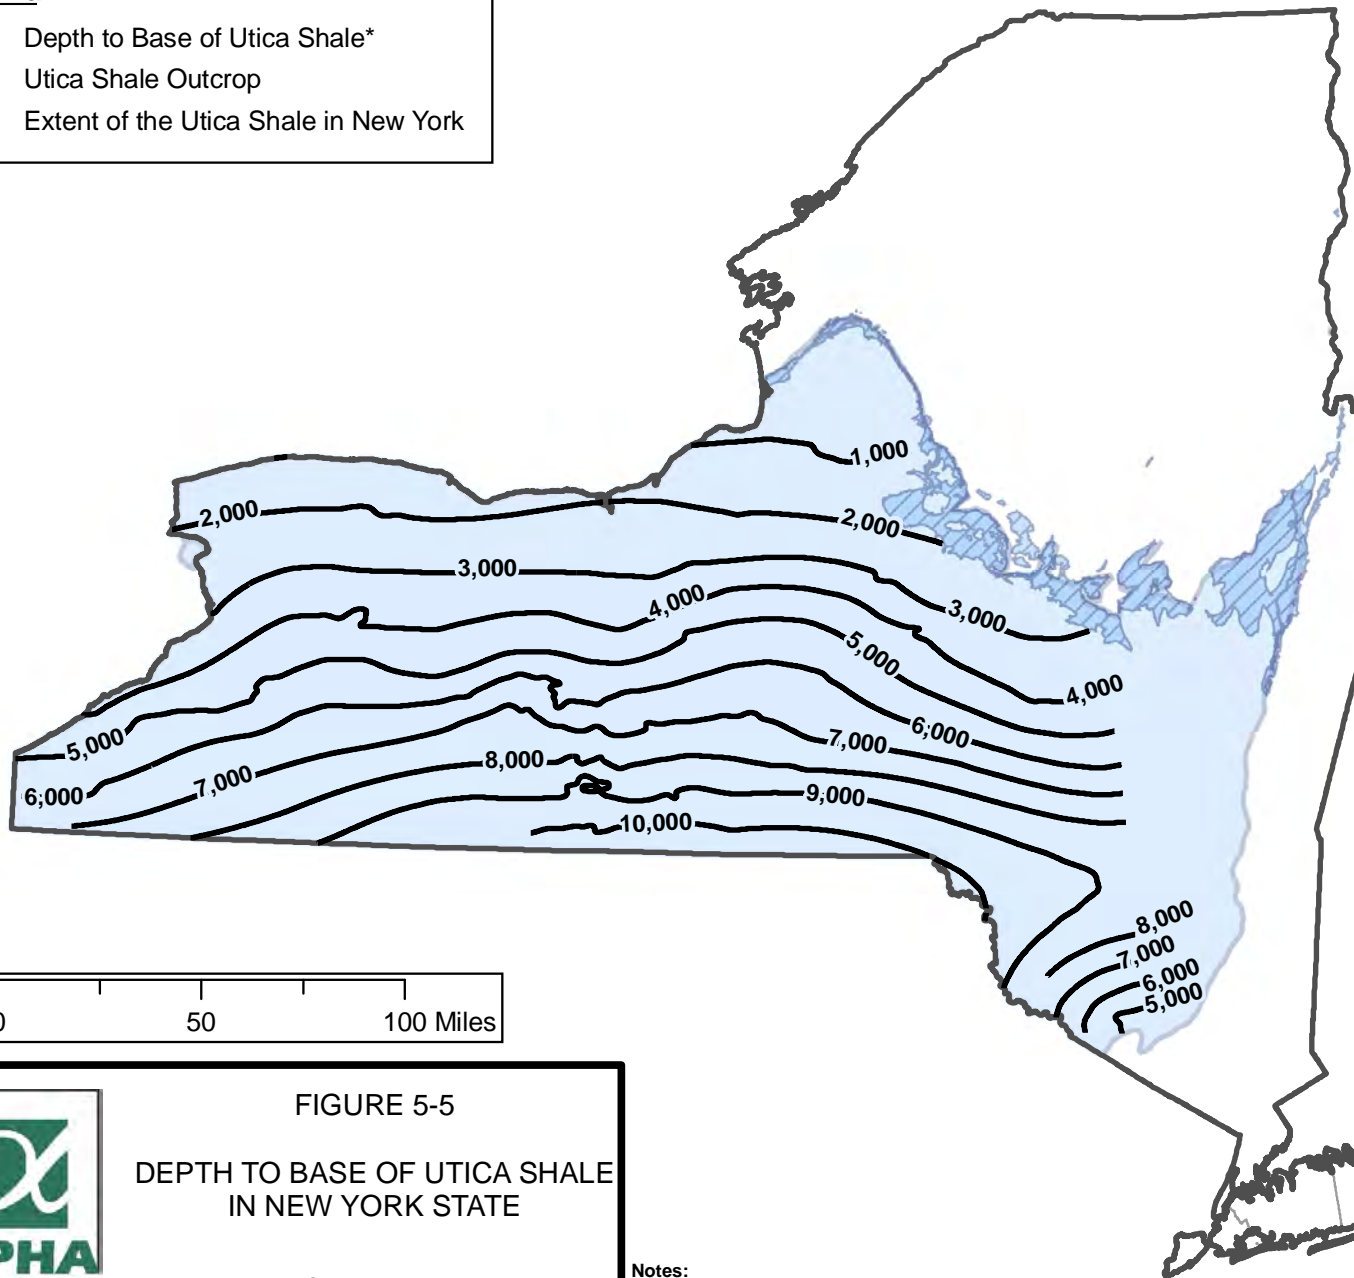 Depth to Base of Utica Shale*
Utica Shale Outcrop
Extent of the Utica Shale in New York
1,000
2,000
2,000
3,000
4,000
3,000
5,000
4,000
5,000
6,000
7,000
8,000
7,000
6,000
9,000
10,000
8,000
7,000
6,000
5,000
0 50 100 Miles
FIGURE 5-5
DEPTH TO BASE OF UTICA SHALE
IN NEW YORK STATE
PHA
Notes: